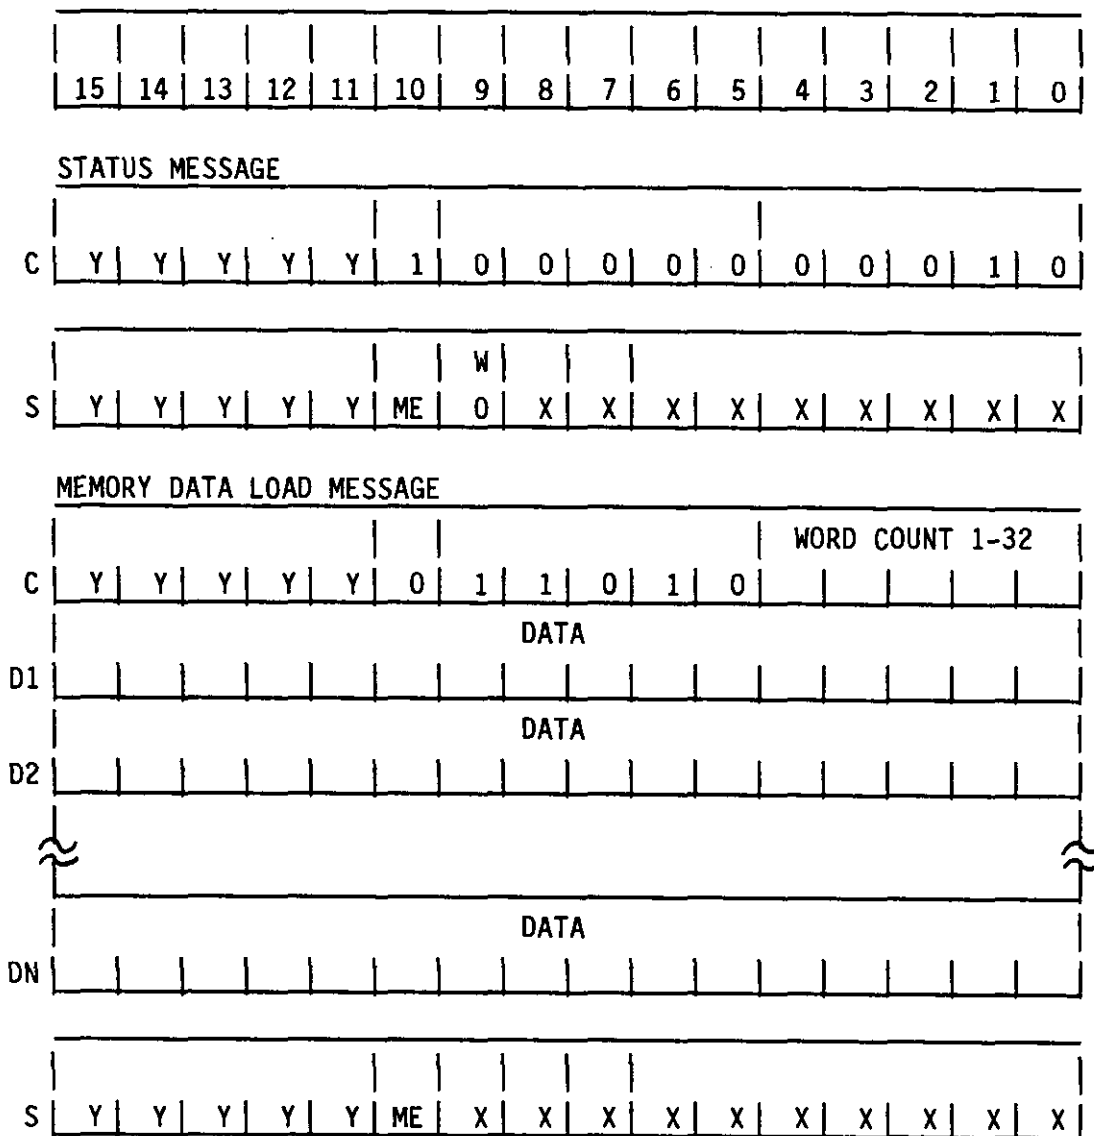 15 14 13 12 11 10 9 8 7 6 5 4 3 2 1 0
STATUS MESSAGE
C Y Y Y Y Y 1 0 0 0 0 0 0 0 0 1 0
W
S Y Y Y Y Y ME 0 X X X X X X X X X
MEMORY DATA LOAD MESSAGE
WORD COUNT 1-32
C Y Y Y Y Y 0 1 1 0 1 0
DATA
D1
DATA
D2
DATA
DN
S Y Y Y Y Y ME X X X X X X X X X X